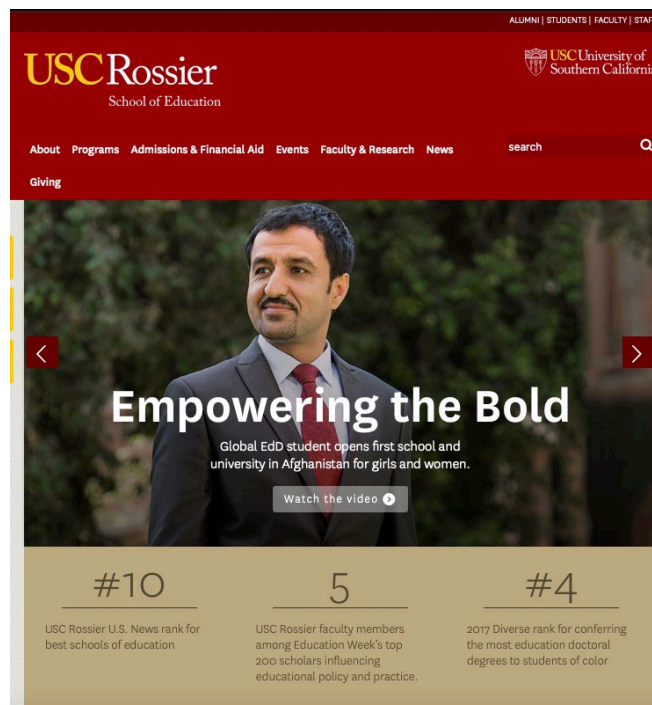 ALUMNI | STUDENTS | FACULTY | STAF
USC Rossier
School of Education
USC University of
Southern California
About Programs Admissions & Financial Aid Events Faculty & Research News
search
Giving
Empowering the Bold
Global EdD student opens first school and
university in Afghanistan for girls and women.
Watch the video
#10
USC Rossier U.S. News rank for
best schools of education
5
USC Rossier faculty members
among Education Week's top
200 scholars influencing
educational policy and practice.
#4
2017 Diverse rank for conferring
the most education doctoral
degrees to students of color